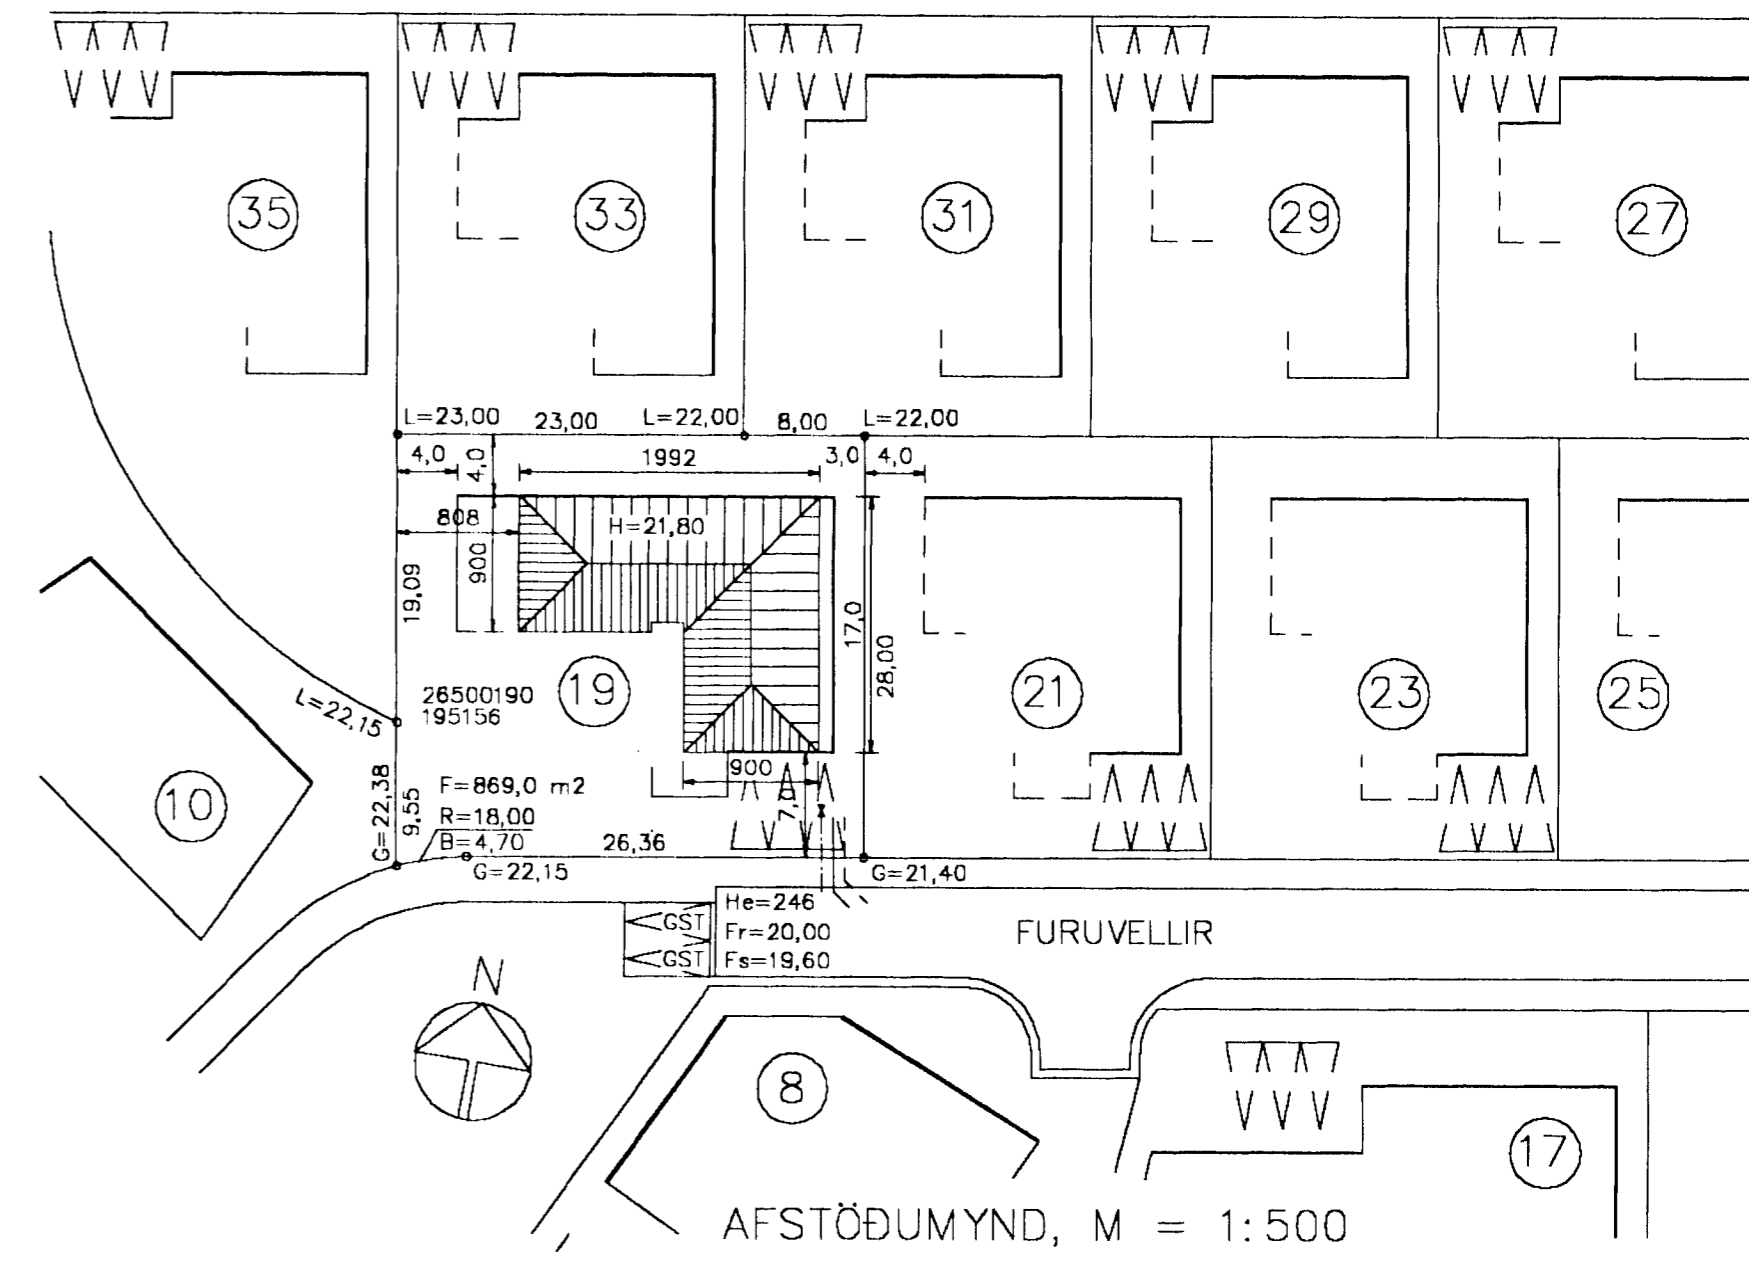 35
33
31
29
27
L=23,00
23,00
L=22,00
8,00
L=22,00
4,0
4,0
1992
3,0
4,0
808
H=21,80
900
19,09
17,0
28,00
L=22,15
26500190
195156
19
21
23
25
10
G=22,38
9,55
F=869,0 m2
R=18,00
B=4,70
900
7,0
26,36
G=22,15
G=21,40
GST
GST
He=246
Fr=20,00
Fs=19,60
FURUVELLIR
N
8
17
AFSTÖÐUMYND, M = 1:500